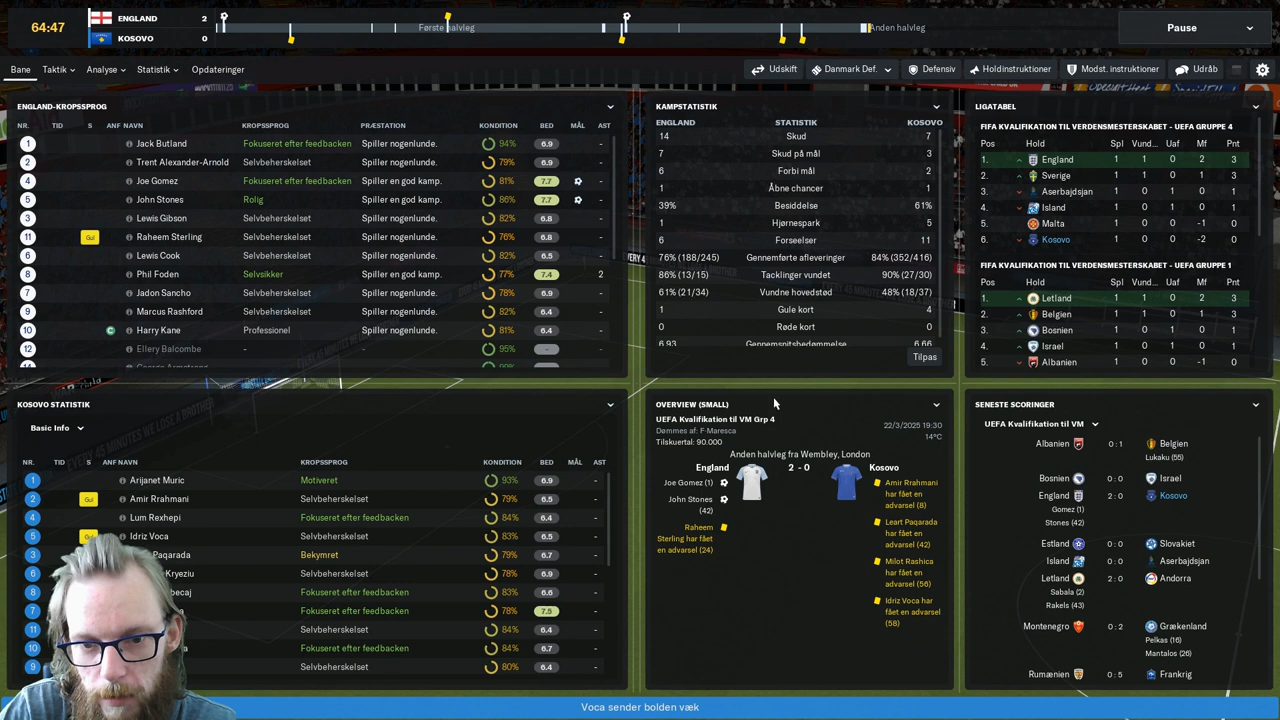 64:47
ENGLAND 2
KOSOVO 0
Første halvleg
Anden halvleg
Pause
Bane Taktik Analyse Statistik Opdateringer
Udskift Danmark Def. Defensiv Holdinstruktioner Modst. instruktioner Udråb
ENGLAND-KROPSSPROG
NR. TID S ANF NAVN KROPSSPROG PRÆSTATION KONDITION BED MÅL AST
1 Jack Butland Fokuseret efter feedbacken Spiller nogenlunde. 94% 6.9 -
2 Trent Alexander-Arnold Selvbeherskelset Spiller nogenlunde. 79% 6.9 -
4 Joe Gomez Fokuseret efter feedbacken Spiller en god kamp. 81% 7.7 -
5 John Stones Rolig Spiller en god kamp. 86% 7.7 -
3 Lewis Gibson Selvbeherskelset Spiller nogenlunde. 82% 6.8 -
11 Gul Raheem Sterling Selvbeherskelset Spiller nogenlunde. 76% 6.8 -
6 Lewis Cook Selvbeherskelset Spiller nogenlunde. 82% 6.5 -
8 Phil Foden Selvsikker Spiller en god kamp. 77% 7.4 2
7 Jadon Sancho Selvbeherskelset Spiller nogenlunde. 78% 6.9 -
9 Marcus Rashford Selvbeherskelset Spiller nogenlunde. 82% 6.4 -
10 C Harry Kane Professionel Spiller nogenlunde. 81% 6.4 -
12 Ellery Balcombe - - 95% - -
KAMPSTATISTIK
ENGLAND STATISTIK KOSOVO
14 Skud 7
7 Skud på mål 3
6 Forbi mål 2
1 Åbne chancer 1
39% Besiddelse 61%
1 Hjørnespark 5
6 Forseelser 11
76% (188/245) Gennemførte afleveringer 84% (352/416)
86% (13/15) Tacklinger vundet 90% (27/30)
61% (21/34) Vundne hovedstød 48% (18/37)
1 Gule kort 4
0 Røde kort 0
6.93 Gennemsnitsbedømmelse 6.66
Tilpas
LIGATABEL
FIFA KVALIFIKATION TIL VERDENSMESTERSKABET - UEFA GRUPPE 4
Pos Hold Spl Vund... Uaf Mf Pnt
1. England 1 1 0 2 3
2. Sverige 1 1 0 1 3
3. Aserbajdsjan 1 0 1 0 1
4. Island 1 0 1 0 1
5. Malta 1 0 0 -1 0
6. Kosovo 1 0 0 -2 0
FIFA KVALIFIKATION TIL VERDENSMESTERSKABET - UEFA GRUPPE 1
Pos Hold Spl Vund... Uaf Mf Pnt
1. Letland 1 1 0 2 3
2. Belgien 1 1 0 1 3
3. Bosnien 1 0 1 0 1
4. Israel 1 0 1 0 1
5. Albanien 1 0 0 -1 0
KOSOVO STATISTIK
Basic Info
NR. TID S ANF NAVN KROPSSPROG KONDITION BED MÅL AST
1 Arijanet Muric Motiveret 93% 6.9 -
2 Gul Amir Rrahmani Selvbeherskelset 79% 6.5 -
4 Lum Rexhepi Fokuseret efter feedbacken 84% 6.4 -
5 Idriz Voca Selvbeherskelset 83% 6.5 -
3 Paqarada Bekymret 79% 6.7 -
6 Kryeziu Selvbeherskelset 78% 6.9 -
8 Fokuseret efter feedbacken 83% 6.6 -
7 Fokuseret efter feedbacken 78% 7.5 -
11 Selvbeherskelset 84% 6.4 -
10 Fokuseret efter feedbacken 84% 6.7 -
9 Selvbeherskelset 80% 6.4 -
OVERVIEW (SMALL)
UEFA Kvalifikation til VM Grp 4
Dømmes af: F·Maresca
Tilskuertal: 90.000
22/3/2025 19:30
14°C
Anden halvleg fra Wembley, London
England 2 - 0 Kosovo
Joe Gomez (1)
John Stones
(42)
Raheem
Sterling har fået
en advarsel (24)
Amir Rrahmani
har fået en
advarsel (8)
Leart Paqarada
har fået en
advarsel (42)
Milot Rashica
har fået en
advarsel (56)
Idriz Voca har
fået en advarsel
(58)
SENESTE SCORINGER
UEFA Kvalifikation til VM
Albanien 0 : 1 Belgien
Lukaku (55)
Bosnien 0 : 0 Israel
England 2 : 0 Kosovo
Gomez (1)
Stones (42)
Estland 0 : 0 Slovakiet
Island 0 : 0 Aserbajdsjan
Letland 2 : 0 Andorra
Sabala (2)
Rakels (43)
Montenegro 0 : 2 Grækenland
Pelkas (16)
Mantalos (26)
Rumænien 0 : 5 Frankrig
Voca sender bolden væk